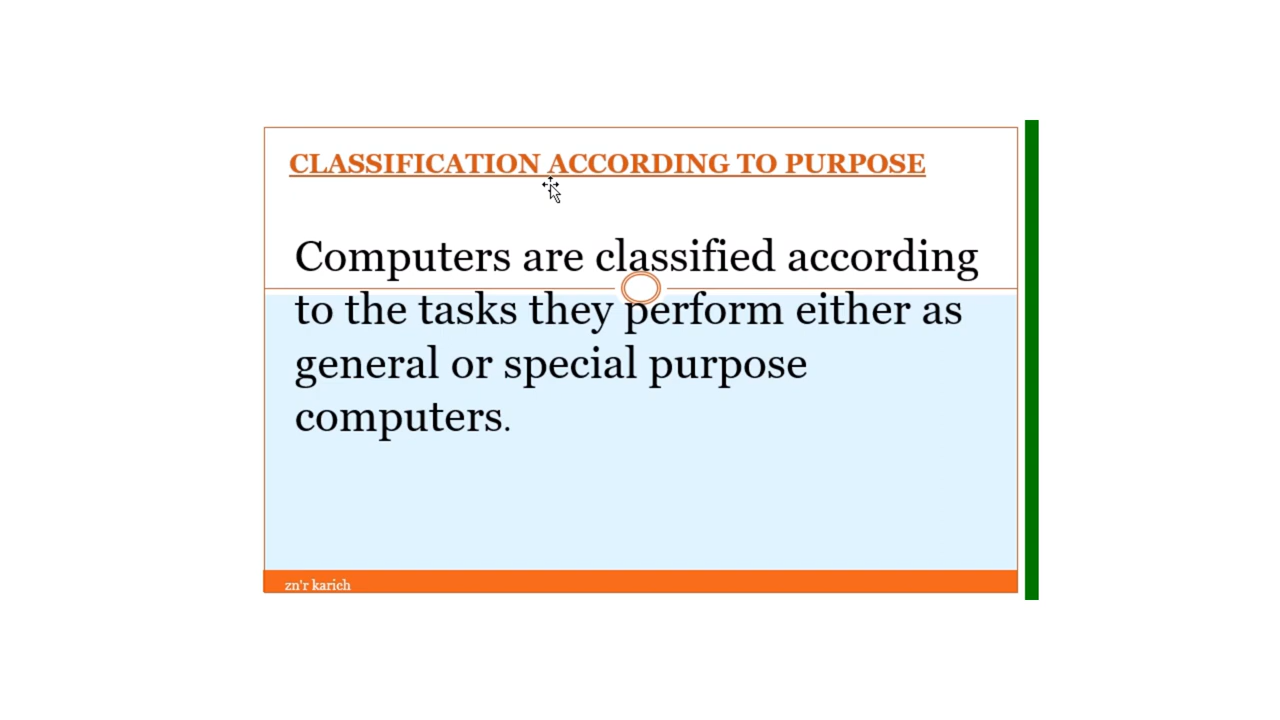 CLASSIFICATION ACCORDING TO PURPOSE
Computers are classified according
to the tasks they perform either as
general or special purpose
computers.
zn'r karich